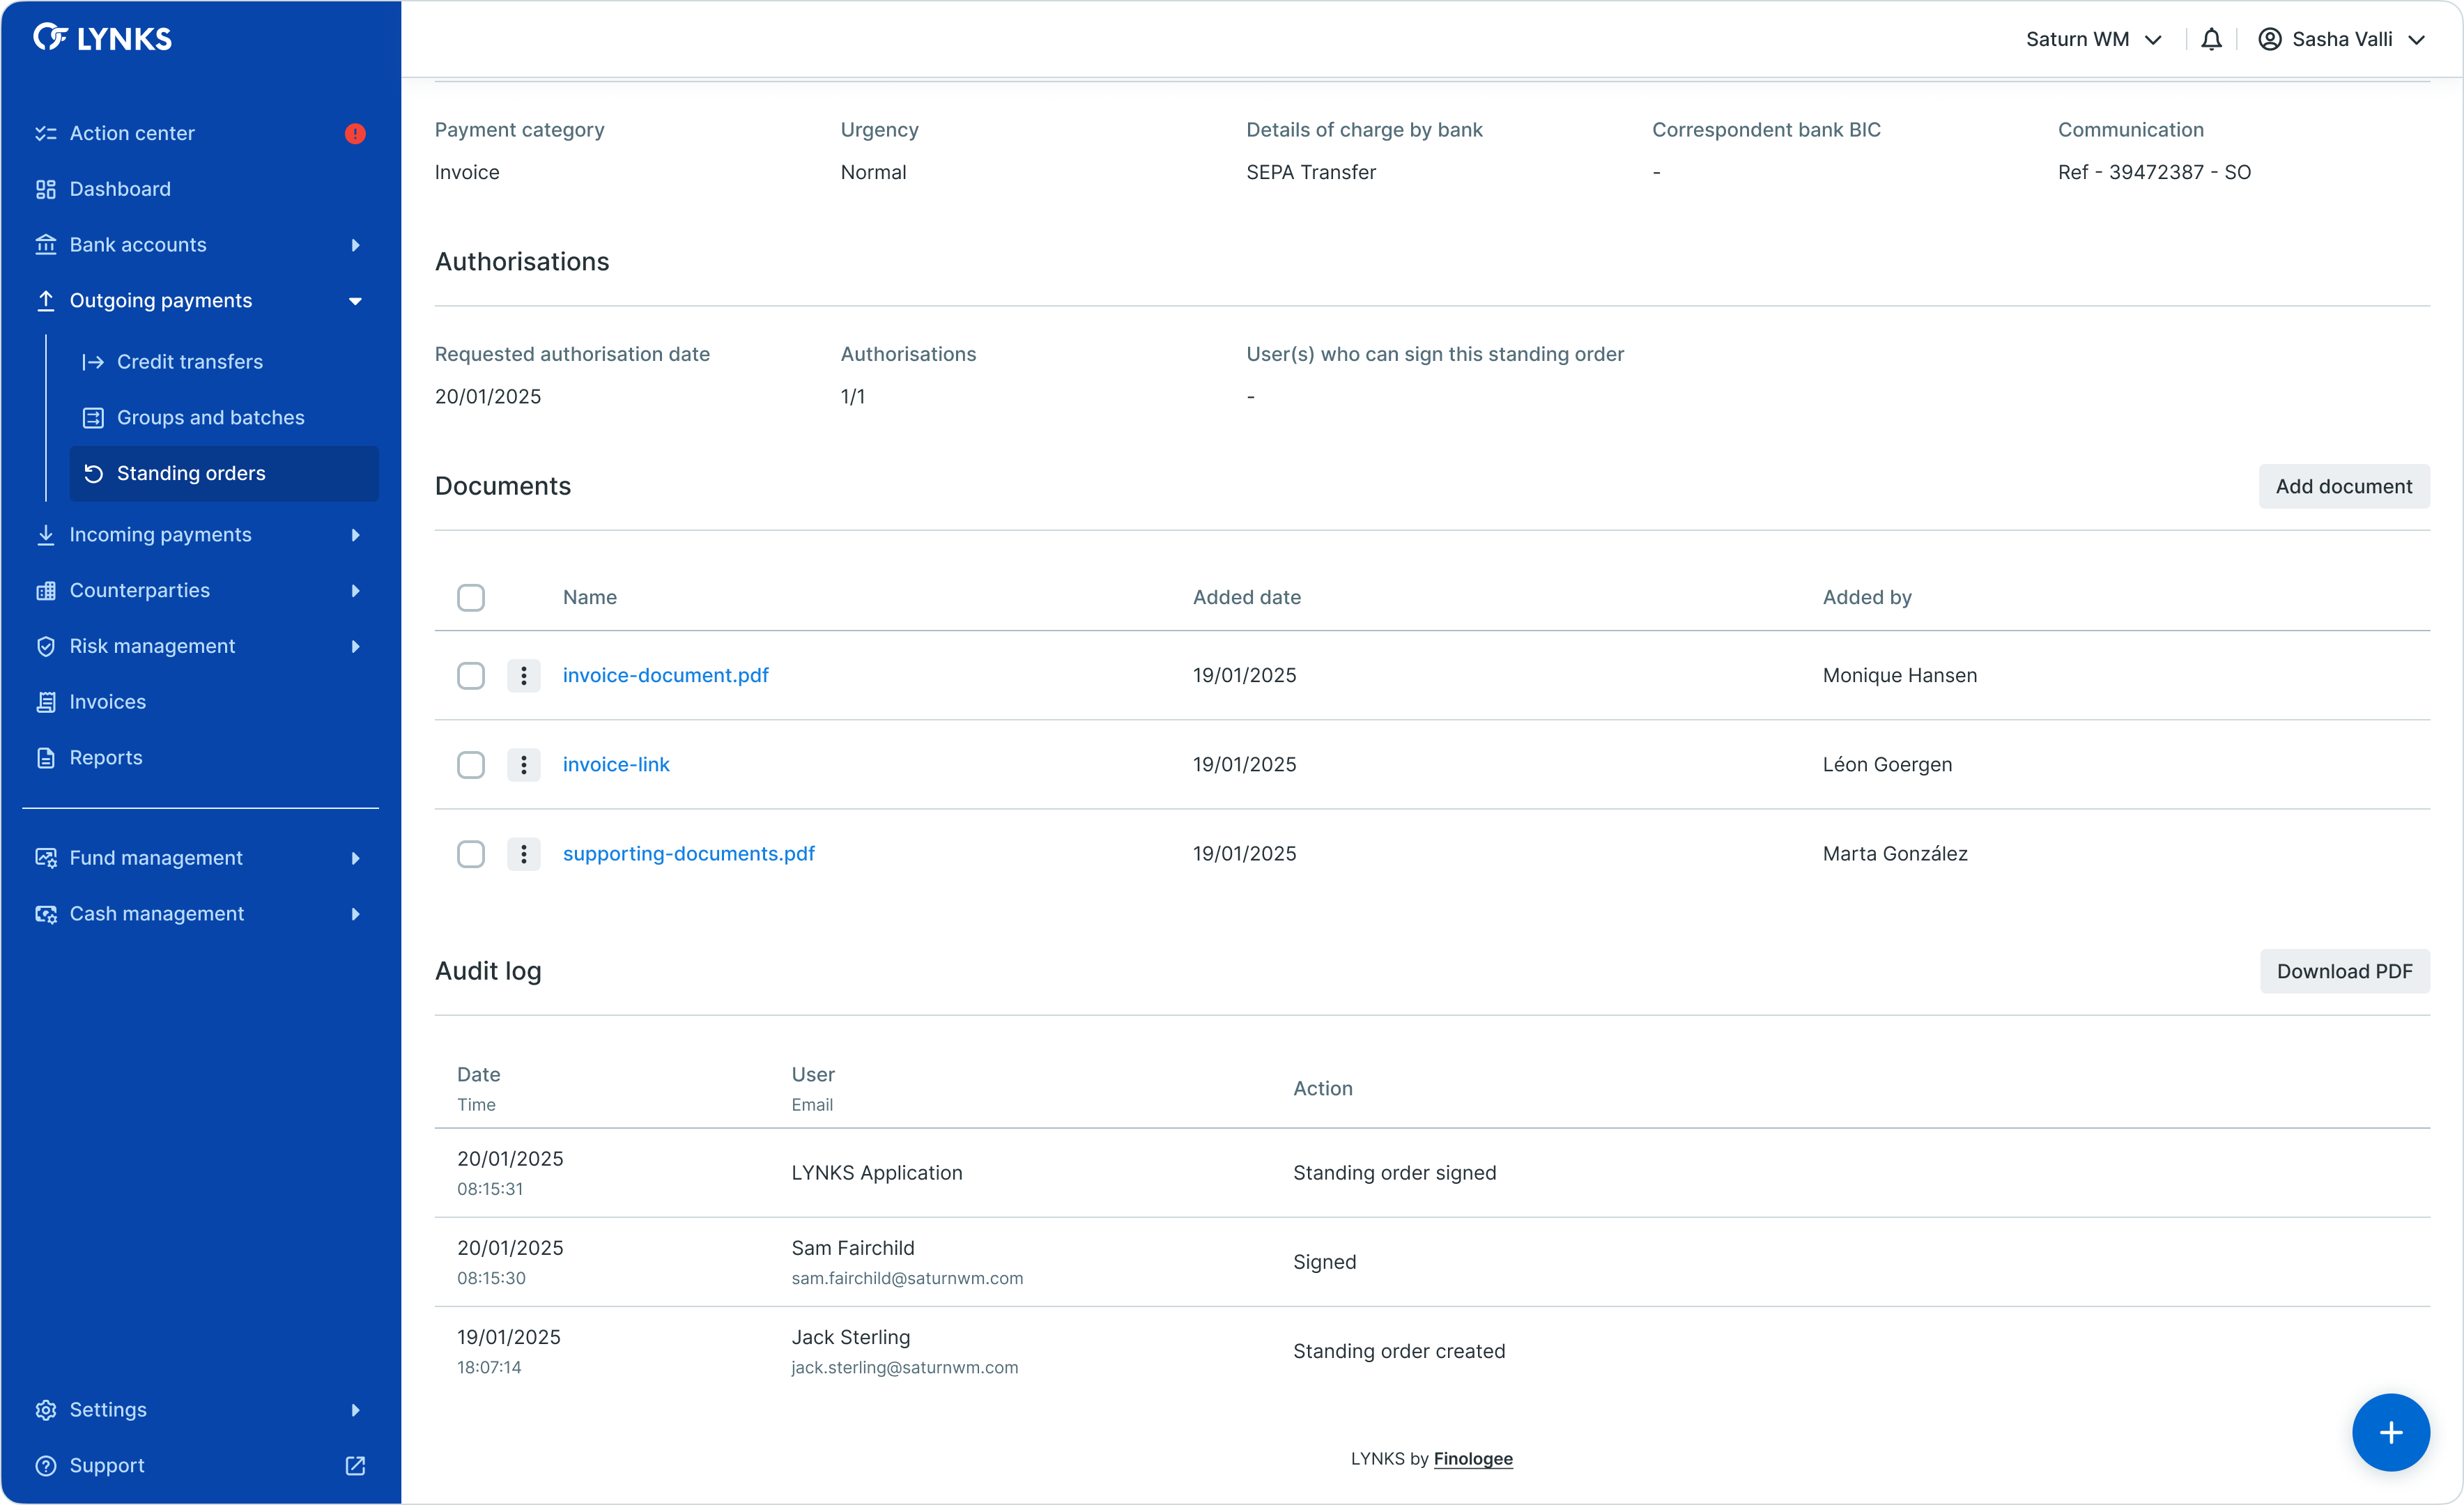 LYNKS
Saturn WM
Sasha Valli
Action center
Dashboard
Bank accounts
Outgoing payments
Credit transfers
Groups and batches
Standing orders
Incoming payments
Counterparties
Risk management
Invoices
Reports
Fund management
Cash management
Settings
Support
Payment category Urgency Details of charge by bank Correspondent bank BIC Communication
Invoice Normal SEPA Transfer - Ref - 39472387 - SO
Authorisations
Requested authorisation date Authorisations User(s) who can sign this standing order
20/01/2025 1/1 -
Documents Add document
Name Added date Added by
invoice-document.pdf 19/01/2025 Monique Hansen
invoice-link 19/01/2025 Léon Goergen
supporting-documents.pdf 19/01/2025 Marta González
Audit log Download PDF
Date User Action
Time Email
20/01/2025 LYNKS Application Standing order signed
08:15:31
20/01/2025 Sam Fairchild Signed
08:15:30 sam.fairchild@saturnwm.com
19/01/2025 Jack Sterling Standing order created
18:07:14 jack.sterling@saturnwm.com
LYNKS by Finologee